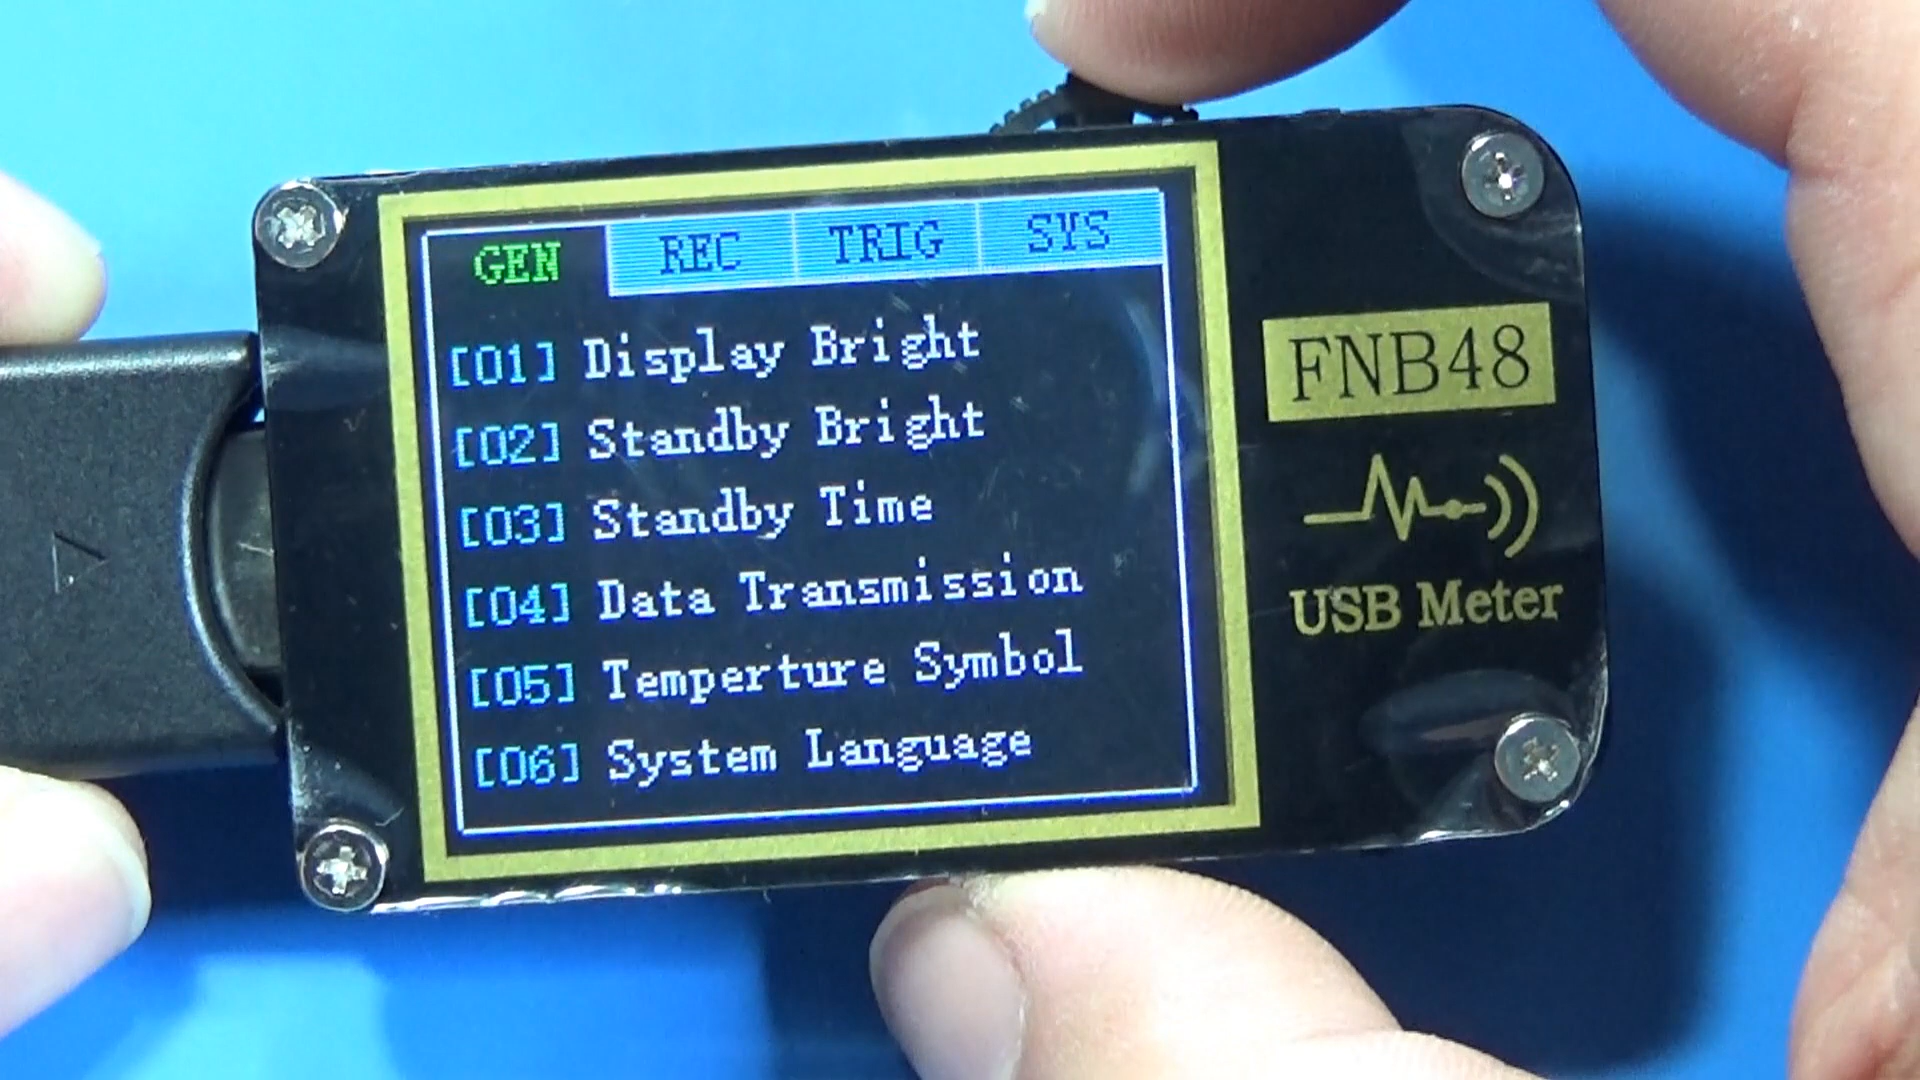 GEN REC TRIG SYS
[01] Display Bright
[02] Standby Bright
[03] Standby Time
[04] Data Transmission
[05] Temperture Symbol
[06] System Language
FNB48
USB Meter